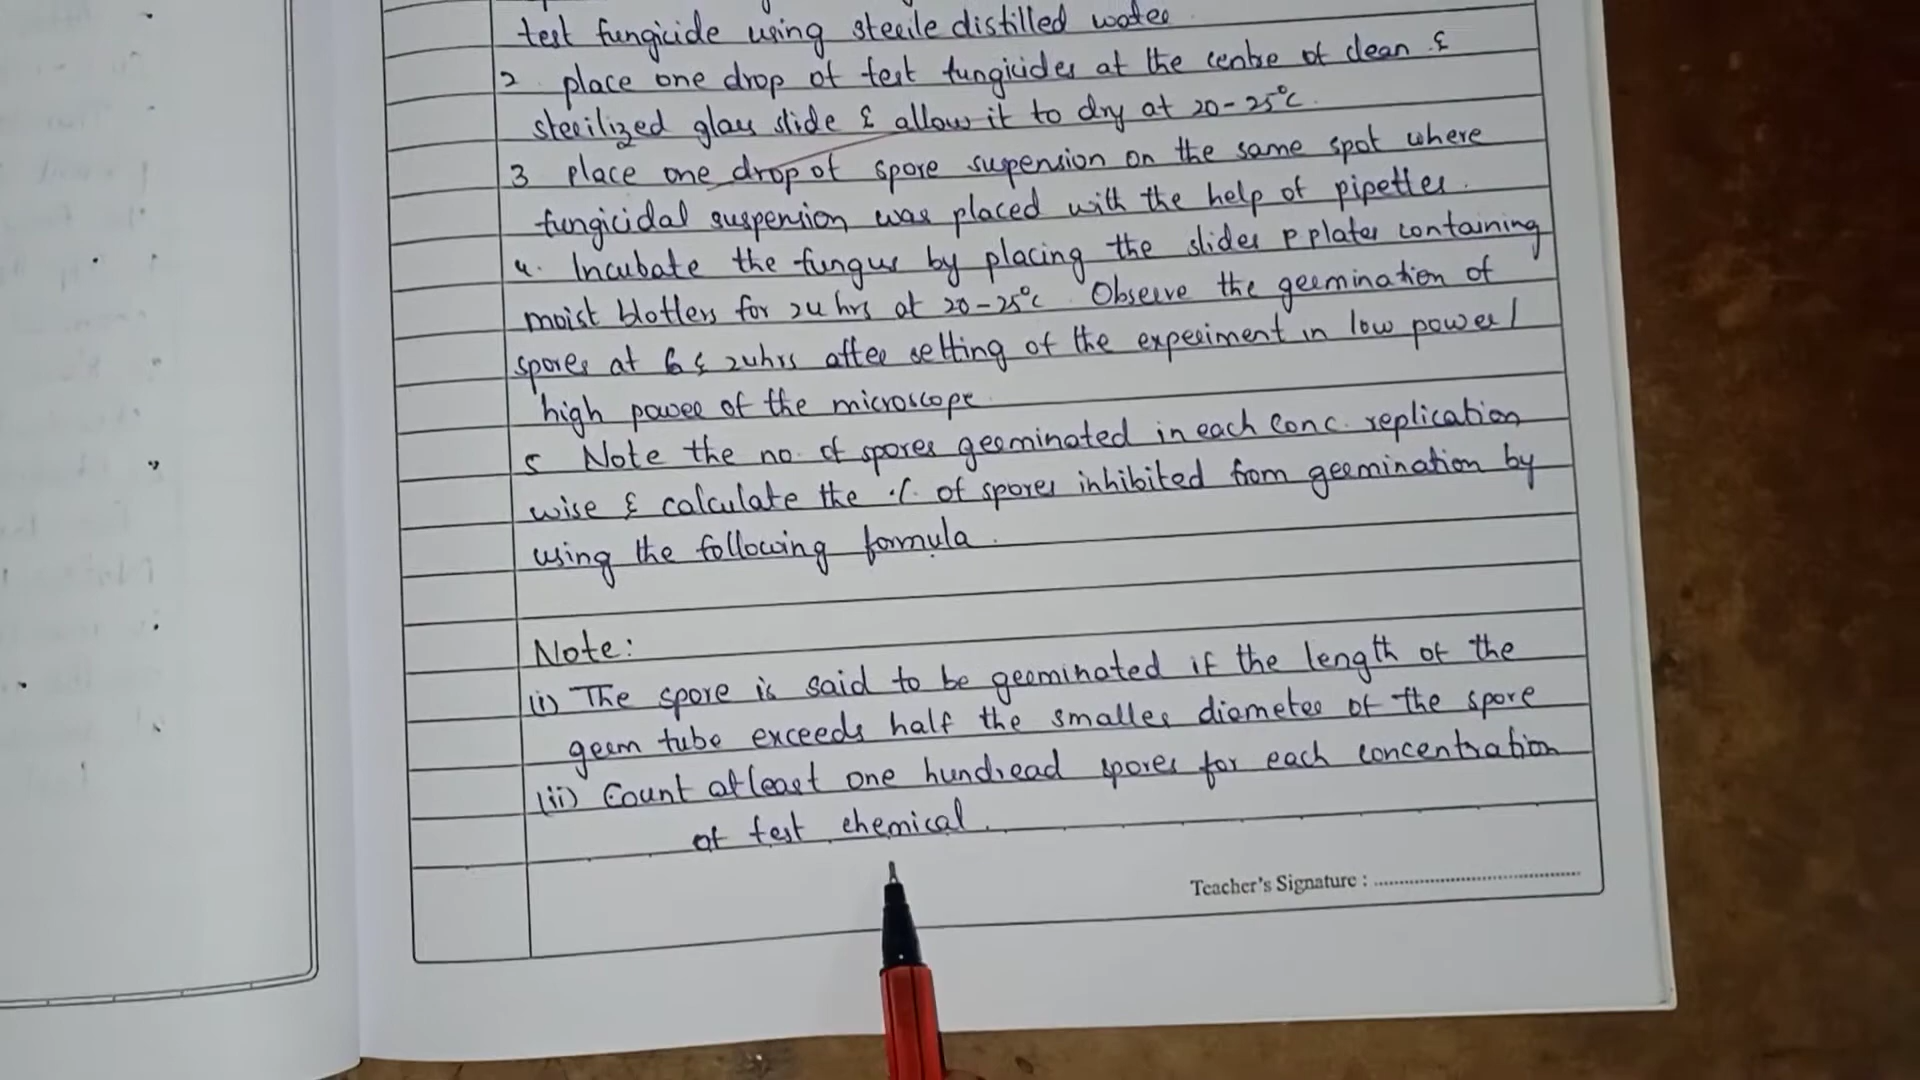 test fungicide using sterile distilled water
2. place one drop of test fungicides at the centre of clean &
sterilized glass slide & allow it to dry at 20-25°C.
3 place one drop of spore supension on the same spot where
fungicidal suspension was placed with the help of pipettes.
4. Incubate the fungus by placing the slides P plates containing
moist blotters for 24 hrs at 20-25°C. Observe the germination of
spores at 6 & 24hrs after setting of the experiment in low power/
high power of the microscope.
5 Note the no. of spores germinated in each conc. replication
wise & calculate the % of spores inhibited from germination by
using the following formula.
Note:
(i) The spore is said to be germinated if the length of the
germ tube exceeds half the smaller diameter of the spore
(ii) Count atleast one hundread spores for each concentration
of test chemical.
Teacher's Signature : ................................................